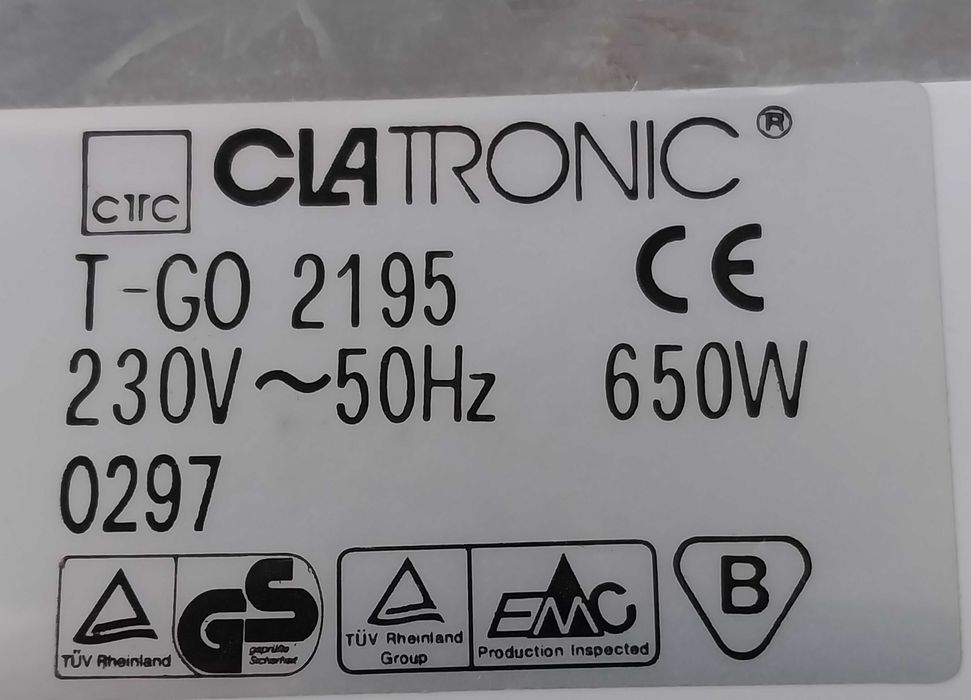 CTC CLATRONIC®
T-GO 2195 CE
230V~50Hz 650W
0297
GS
geprüfte
Sicherheit
TÜV Rheinland
TÜV Rheinland
Group
EMC
Production Inspected
B